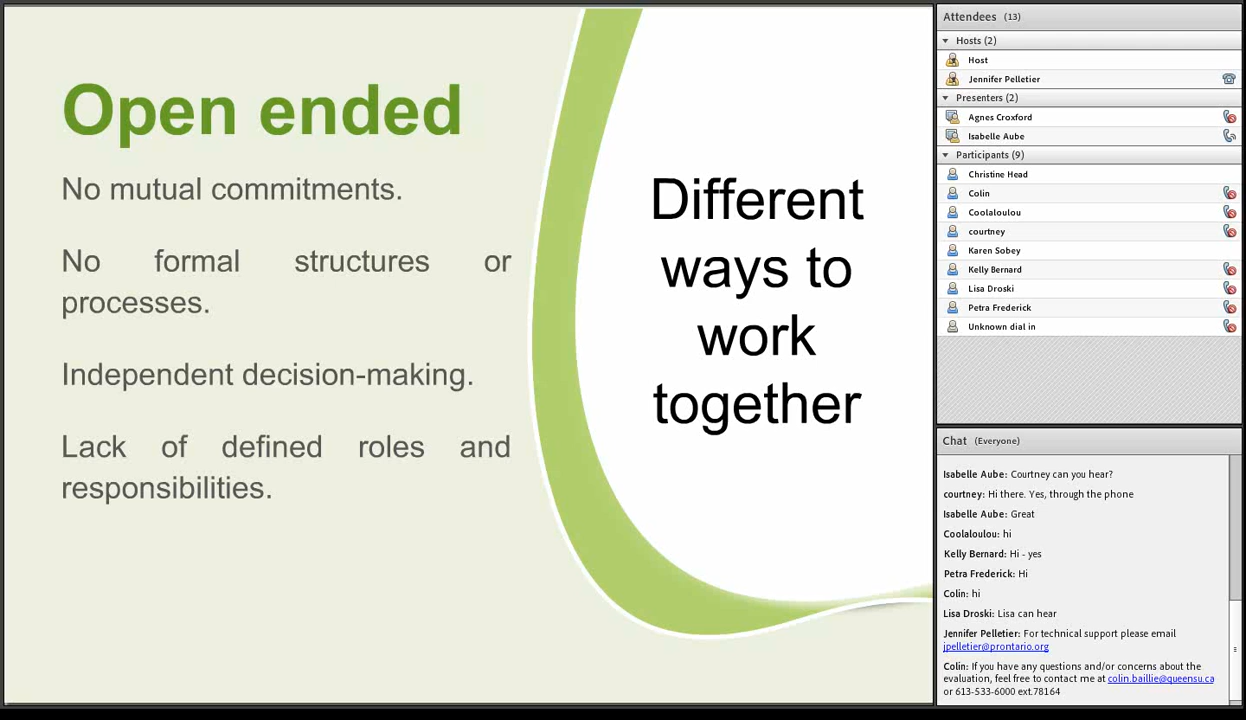 Open ended
No mutual commitments.
No formal structures or
processes.
Independent decision-making.
Lack of defined roles and
responsibilities.
Different
ways to
work
together
Attendees (13)
Hosts (2)
Host
Jennifer Pelletier
Presenters (2)
Agnes Croxford
Isabelle Aube
Participants (9)
Christine Head
Colin
Coolaloulou
courtney
Karen Sobey
Kelly Bernard
Lisa Droski
Petra Frederick
Unknown dial in
Chat (Everyone)
Isabelle Aube: Courtney can you hear?
courtney: Hi there. Yes, through the phone
Isabelle Aube: Great
Coolaloulou: hi
Kelly Bernard: Hi - yes
Petra Frederick: Hi
Colin: hi
Lisa Droski: Lisa can hear
Jennifer Pelletier: For technical support please email
jpelletier@prontario.org
Colin: If you have any questions and/or concerns about the
evaluation, feel free to contact me at colin.baillie@queensu.ca
or 613-533-6000 ext.78164